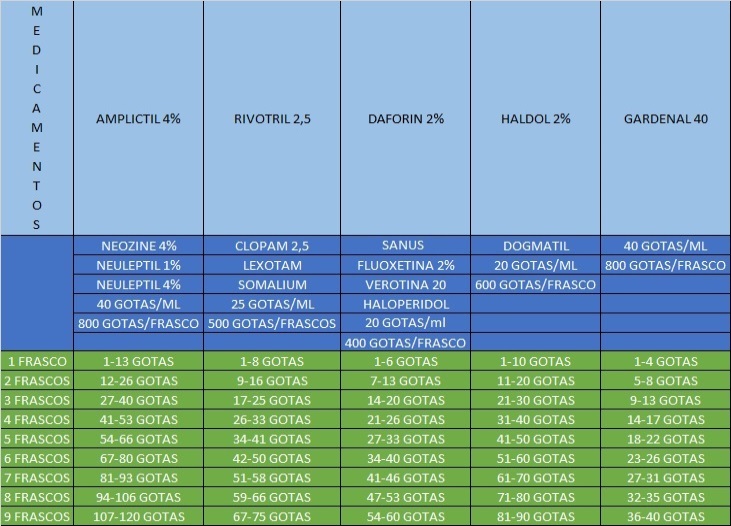 MEDICAMENTOS
AMPLICTIL 4% RIVOTRIL 2,5 DAFORIN 2% HALDOL 2% GARDENAL 40
NEOZINE 4% CLOPAM 2,5 SANUS DOGMATIL 40 GOTAS/ML
NEULEPTIL 1% LEXOTAM FLUOXETINA 2% 20 GOTAS/ML 800 GOTAS/FRASCO
NEULEPTIL 4% SOMALIUM VEROTINA 20 600 GOTAS/FRASCO
40 GOTAS/ML 25 GOTAS/ML HALOPERIDOL
800 GOTAS/FRASCO 500 GOTAS/FRASCOS 20 GOTAS/ml
400 GOTAS/FRASCO
1 FRASCO 1-13 GOTAS 1-8 GOTAS 1-6 GOTAS 1-10 GOTAS 1-4 GOTAS
2 FRASCOS 12-26 GOTAS 9-16 GOTAS 7-13 GOTAS 11-20 GOTAS 5-8 GOTAS
3 FRASCOS 27-40 GOTAS 17-25 GOTAS 14-20 GOTAS 21-30 GOTAS 9-13 GOTAS
4 FRASCOS 41-53 GOTAS 26-33 GOTAS 21-26 GOTAS 31-40 GOTAS 14-17 GOTAS
5 FRASCOS 54-66 GOTAS 34-41 GOTAS 27-33 GOTAS 41-50 GOTAS 18-22 GOTAS
6 FRASCOS 67-80 GOTAS 42-50 GOTAS 34-40 GOTAS 51-60 GOTAS 23-26 GOTAS
7 FRASCOS 81-93 GOTAS 51-58 GOTAS 41-46 GOTAS 61-70 GOTAS 27-31 GOTAS
8 FRASCOS 94-106 GOTAS 59-66 GOTAS 47-53 GOTAS 71-80 GOTAS 32-35 GOTAS
9 FRASCOS 107-120 GOTAS 67-75 GOTAS 54-60 GOTAS 81-90 GOTAS 36-40 GOTAS